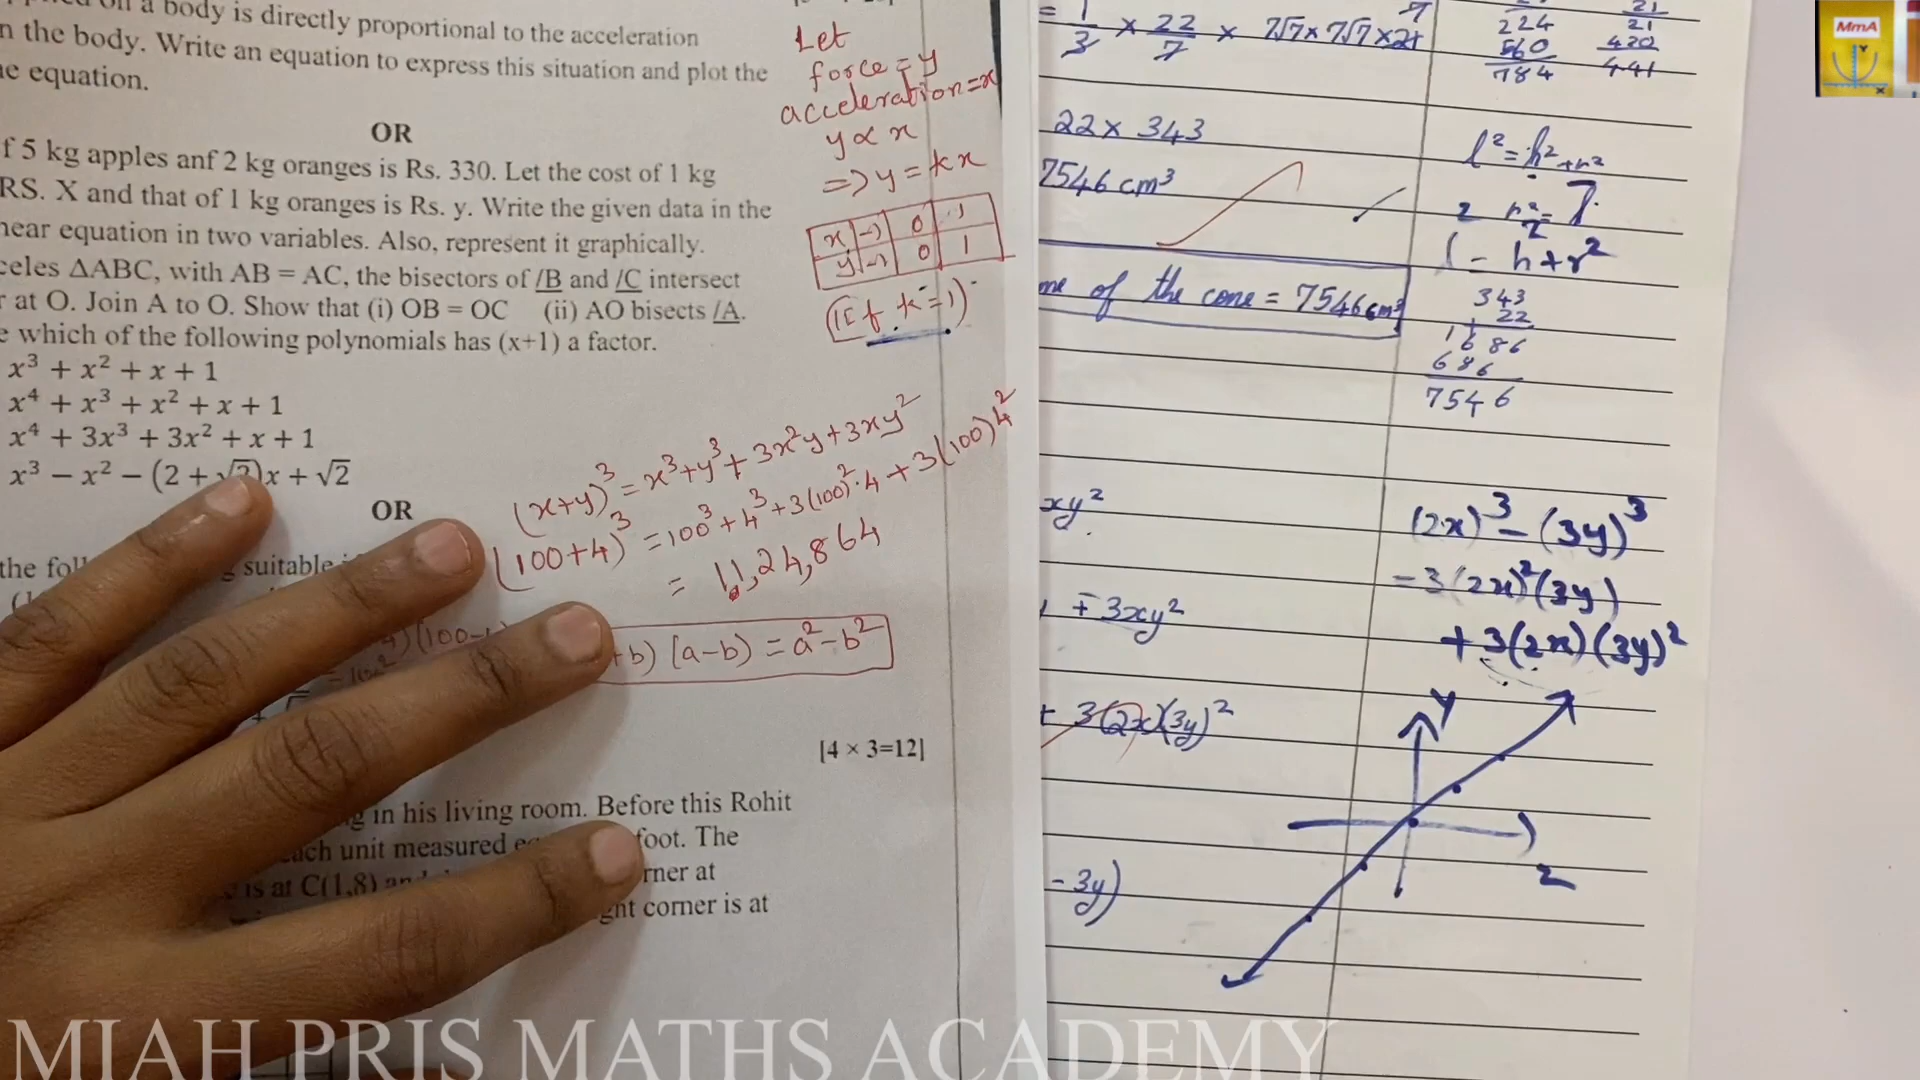 a body is directly proportional to the acceleration
n the body. Write an equation to express this situation and plot the
e equation.
OR
f 5 kg apples anf 2 kg oranges is Rs. 330. Let the cost of 1 kg
RS. X and that of 1 kg oranges is Rs. y. Write the given data in the
near equation in two variables. Also, represent it graphically.
celes ΔABC, with AB = AC, the bisectors of /B and /C intersect
r at O. Join A to O. Show that (i) OB = OC (ii) AO bisects /A.
e which of the following polynomials has (x+1) a factor.
x³ + x² + x + 1
x⁴ + x³ + x² + x + 1
x⁴ + 3x³ + 3x² + x + 1
x³ − x² − (2 + √2)x + √2
OR
the fol suitable
[4 × 3=12]
in his living room. Before this Rohit
ach unit measured foot. The
is at C(1,8) rner at
ht corner is at
Let
force = y
acceleration = x
y ∝ x
=> y = kx
x -1 0 1
y -1 0 1
(If k = 1)
(x+y)³ = x³+y³+3x²y+3xy²
(100+4)³ = 100³+4³+3(100)²·4+3(100)4²
= 11,24,864
+b) (a-b) = a²-b²
= 1/3 × 22/7 × 7√7 × 7√7 × 21
22 × 343
7546 cm³
me of the cone = 7546 cm³
xy²
+ 3xy²
+ 3(2x)(3y)²
- 3y)
224
560
784
21
21
420
441
l² = h²+r²
343
22
1686
686
7546
(2x)³ - (3y)³
- 3(2x)²(3y)
+ 3(2x)(3y)²
y
x
MmA
Y
X
MIAH PRIS MATHS ACADEMY